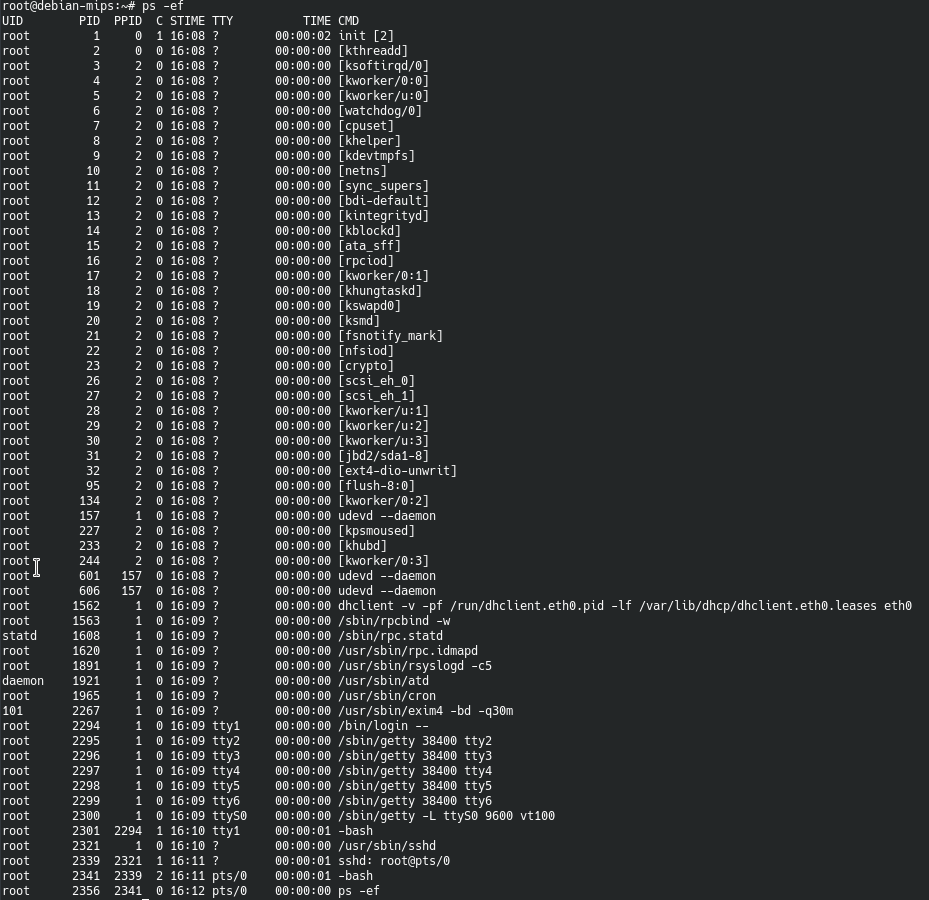 root@debian-mips:~# ps -ef
UID        PID  PPID  C STIME TTY          TIME CMD
root         1     0  1 16:08 ?        00:00:02 init [2]
root         2     0  0 16:08 ?        00:00:00 [kthreadd]
root         3     2  0 16:08 ?        00:00:00 [ksoftirqd/0]
root         4     2  0 16:08 ?        00:00:00 [kworker/0:0]
root         5     2  0 16:08 ?        00:00:00 [kworker/u:0]
root         6     2  0 16:08 ?        00:00:00 [watchdog/0]
root         7     2  0 16:08 ?        00:00:00 [cpuset]
root         8     2  0 16:08 ?        00:00:00 [khelper]
root         9     2  0 16:08 ?        00:00:00 [kdevtmpfs]
root        10     2  0 16:08 ?        00:00:00 [netns]
root        11     2  0 16:08 ?        00:00:00 [sync_supers]
root        12     2  0 16:08 ?        00:00:00 [bdi-default]
root        13     2  0 16:08 ?        00:00:00 [kintegrityd]
root        14     2  0 16:08 ?        00:00:00 [kblockd]
root        15     2  0 16:08 ?        00:00:00 [ata_sff]
root        16     2  0 16:08 ?        00:00:00 [rpciod]
root        17     2  0 16:08 ?        00:00:00 [kworker/0:1]
root        18     2  0 16:08 ?        00:00:00 [khungtaskd]
root        19     2  0 16:08 ?        00:00:00 [kswapd0]
root        20     2  0 16:08 ?        00:00:00 [ksmd]
root        21     2  0 16:08 ?        00:00:00 [fsnotify_mark]
root        22     2  0 16:08 ?        00:00:00 [nfsiod]
root        23     2  0 16:08 ?        00:00:00 [crypto]
root        26     2  0 16:08 ?        00:00:00 [scsi_eh_0]
root        27     2  0 16:08 ?        00:00:00 [scsi_eh_1]
root        28     2  0 16:08 ?        00:00:00 [kworker/u:1]
root        29     2  0 16:08 ?        00:00:00 [kworker/u:2]
root        30     2  0 16:08 ?        00:00:00 [kworker/u:3]
root        31     2  0 16:08 ?        00:00:00 [jbd2/sda1-8]
root        32     2  0 16:08 ?        00:00:00 [ext4-dio-unwrit]
root        95     2  0 16:08 ?        00:00:00 [flush-8:0]
root       134     2  0 16:08 ?        00:00:00 [kworker/0:2]
root       157     1  0 16:08 ?        00:00:00 udevd --daemon
root       227     2  0 16:08 ?        00:00:00 [kpsmoused]
root       233     2  0 16:08 ?        00:00:00 [khubd]
root       244     2  0 16:08 ?        00:00:00 [kworker/0:3]
root       601   157  0 16:08 ?        00:00:00 udevd --daemon
root       606   157  0 16:08 ?        00:00:00 udevd --daemon
root      1562     1  0 16:09 ?        00:00:00 dhclient -v -pf /run/dhclient.eth0.pid -lf /var/lib/dhcp/dhclient.eth0.leases eth0
root      1563     1  0 16:09 ?        00:00:00 /sbin/rpcbind -w
statd     1608     1  0 16:09 ?        00:00:00 /sbin/rpc.statd
root      1620     1  0 16:09 ?        00:00:00 /usr/sbin/rpc.idmapd
root      1891     1  0 16:09 ?        00:00:00 /usr/sbin/rsyslogd -c5
daemon    1921     1  0 16:09 ?        00:00:00 /usr/sbin/atd
root      1965     1  0 16:09 ?        00:00:00 /usr/sbin/cron
101       2267     1  0 16:09 ?        00:00:00 /usr/sbin/exim4 -bd -q30m
root      2294     1  0 16:09 tty1     00:00:00 /bin/login --
root      2295     1  0 16:09 tty2     00:00:00 /sbin/getty 38400 tty2
root      2296     1  0 16:09 tty3     00:00:00 /sbin/getty 38400 tty3
root      2297     1  0 16:09 tty4     00:00:00 /sbin/getty 38400 tty4
root      2298     1  0 16:09 tty5     00:00:00 /sbin/getty 38400 tty5
root      2299     1  0 16:09 tty6     00:00:00 /sbin/getty 38400 tty6
root      2300     1  0 16:09 ttyS0    00:00:00 /sbin/getty -L ttyS0 9600 vt100
root      2301  2294  1 16:10 tty1     00:00:01 -bash
root      2321     1  0 16:10 ?        00:00:00 /usr/sbin/sshd
root      2339  2321  1 16:11 ?        00:00:01 sshd: root@pts/0
root      2341  2339  2 16:11 pts/0    00:00:01 -bash
root      2356  2341  0 16:12 pts/0    00:00:00 ps -ef